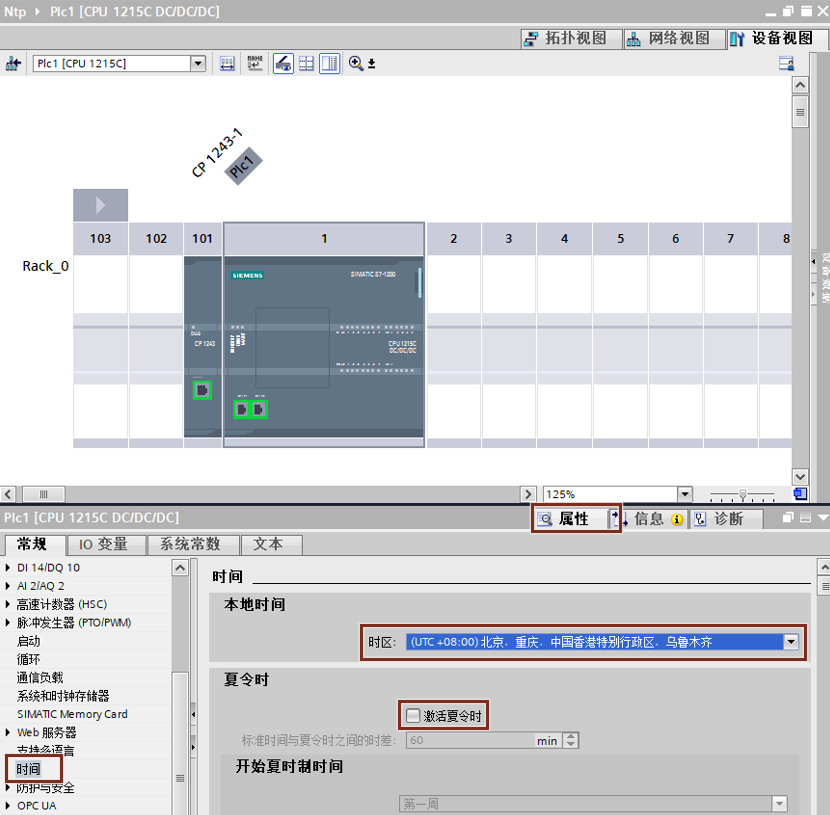 Ntp ▸ Plc1 [CPU 1215C DC/DC/DC]
拓扑视图 网络视图 设备视图
Plc1 [CPU 1215C]
CP 1243-1
Plc1
103 102 101 1 2 3 4 5 6 7 8
Rack_0
SIEMENS SIMATIC S7-1200
CP 1243
CPU 1215C
DC/DC/DC
125%
Plc1 [CPU 1215C DC/DC/DC]
属性 信息 诊断
常规 IO 变量 系统常数 文本
DI 14/DQ 10
AI 2/AQ 2
高速计数器 (HSC)
脉冲发生器 (PTO/PWM)
启动
循环
通信负载
系统和时钟存储器
SIMATIC Memory Card
Web 服务器
支持多语言
时间
防护与安全
OPC UA
时间
本地时间
时区: (UTC +08:00) 北京、重庆、中国香港特别行政区、乌鲁木齐
夏令时
激活夏令时
标准时间与夏令时之间的时差: 60 min
开始夏时制时间
第一周